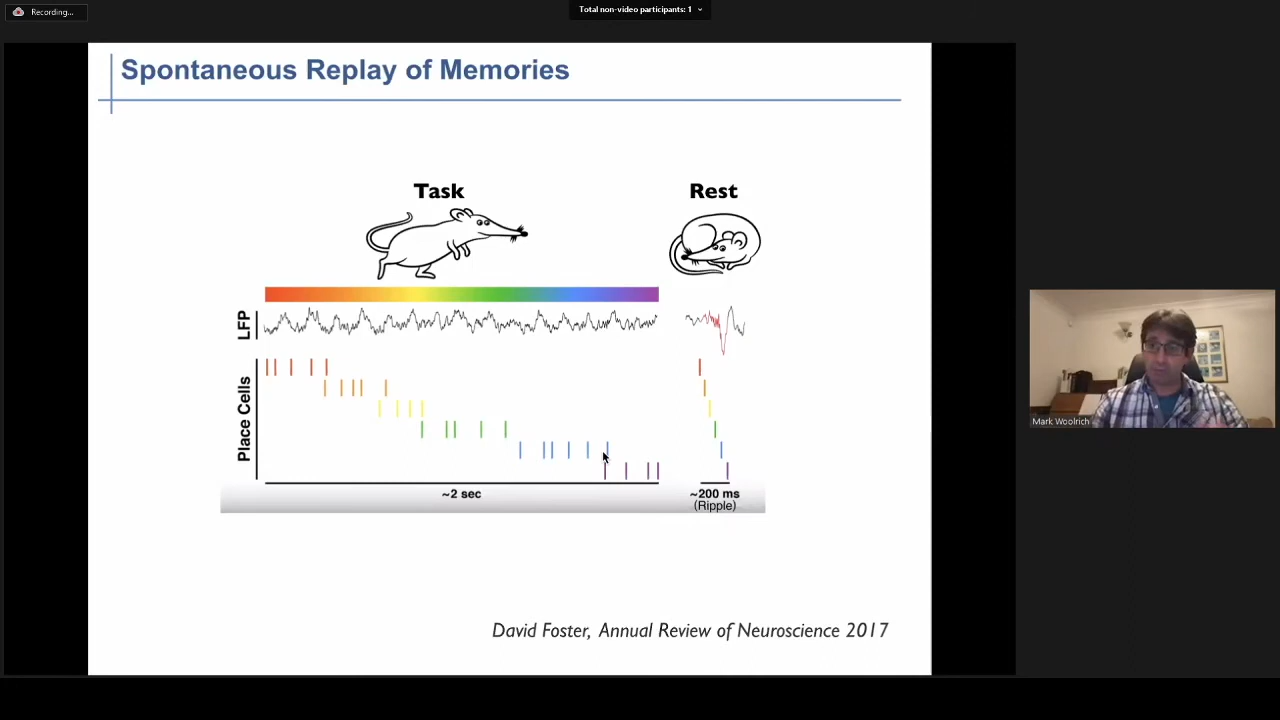 Recording...
Total non-video participants: 1
Spontaneous Replay of Memories
Task
Rest
LFP
Place Cells
~2 sec
~200 ms
(Ripple)
David Foster, Annual Review of Neuroscience 2017
Mark Woolrich